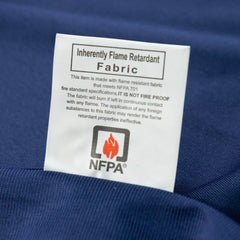 Inherently Flame Retardant
Fabric
This item is made with flame resistant fabric
that meets NFPA 701
fire standard specifications. IT IS NOT FIRE PROOF
The fabric will burn if left in continuous contact
with any flame. The application of any foreign
substances to this fabric may render the flame
retardant properties ineffective.
NFPA®